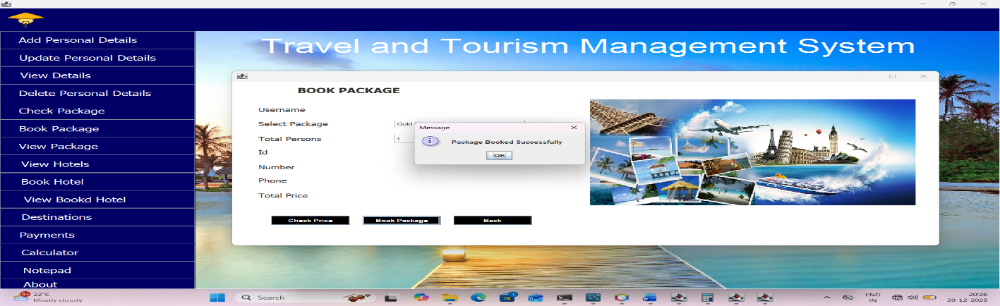 Travel and Tourism Management System
Add Personal Details
Update Personal Details
View Details
Delete Personal Details
Check Package
Book Package
View Package
View Hotels
Book Hotel
View Bookd Hotel
Destinations
Payments
Calculator
Notepad
About
BOOK PACKAGE
Username
Select Package
Gold
Total Persons
1
Id
Number
Phone
Total Price
Check Price
Book Package
Back
Message
Package Booked Successfully
OK
9+
22°C
Mostly cloudy
Search
1
ENG
IN
20:26
29-12-2025